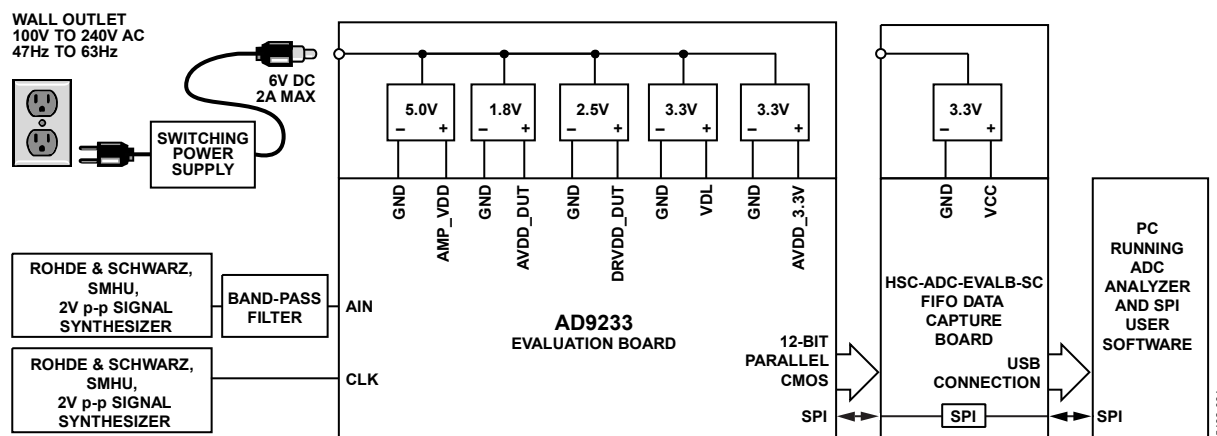 WALL OUTLET
100V TO 240V AC
47Hz TO 63Hz
6V DC
2A MAX
SWITCHING
POWER
SUPPLY
5.0V
– +
1.8V
– +
2.5V
– +
3.3V
– +
3.3V
– +
3.3V
– +
GND
AMP_VDD
GND
AVDD_DUT
GND
DRVDD_DUT
GND
VDL
GND
AVDD_3.3V
GND
VCC
ROHDE & SCHWARZ,
SMHU,
2V p-p SIGNAL
SYNTHESIZER
BAND-PASS
FILTER
AIN
ROHDE & SCHWARZ,
SMHU,
2V p-p SIGNAL
SYNTHESIZER
CLK
AD9233
EVALUATION BOARD
12-BIT
PARALLEL
CMOS
SPI
HSC-ADC-EVALB-SC
FIFO DATA
CAPTURE
BOARD
USB
CONNECTION
SPI
PC
RUNNING
ADC
ANALYZER
AND SPI
USER
SOFTWARE
SPI